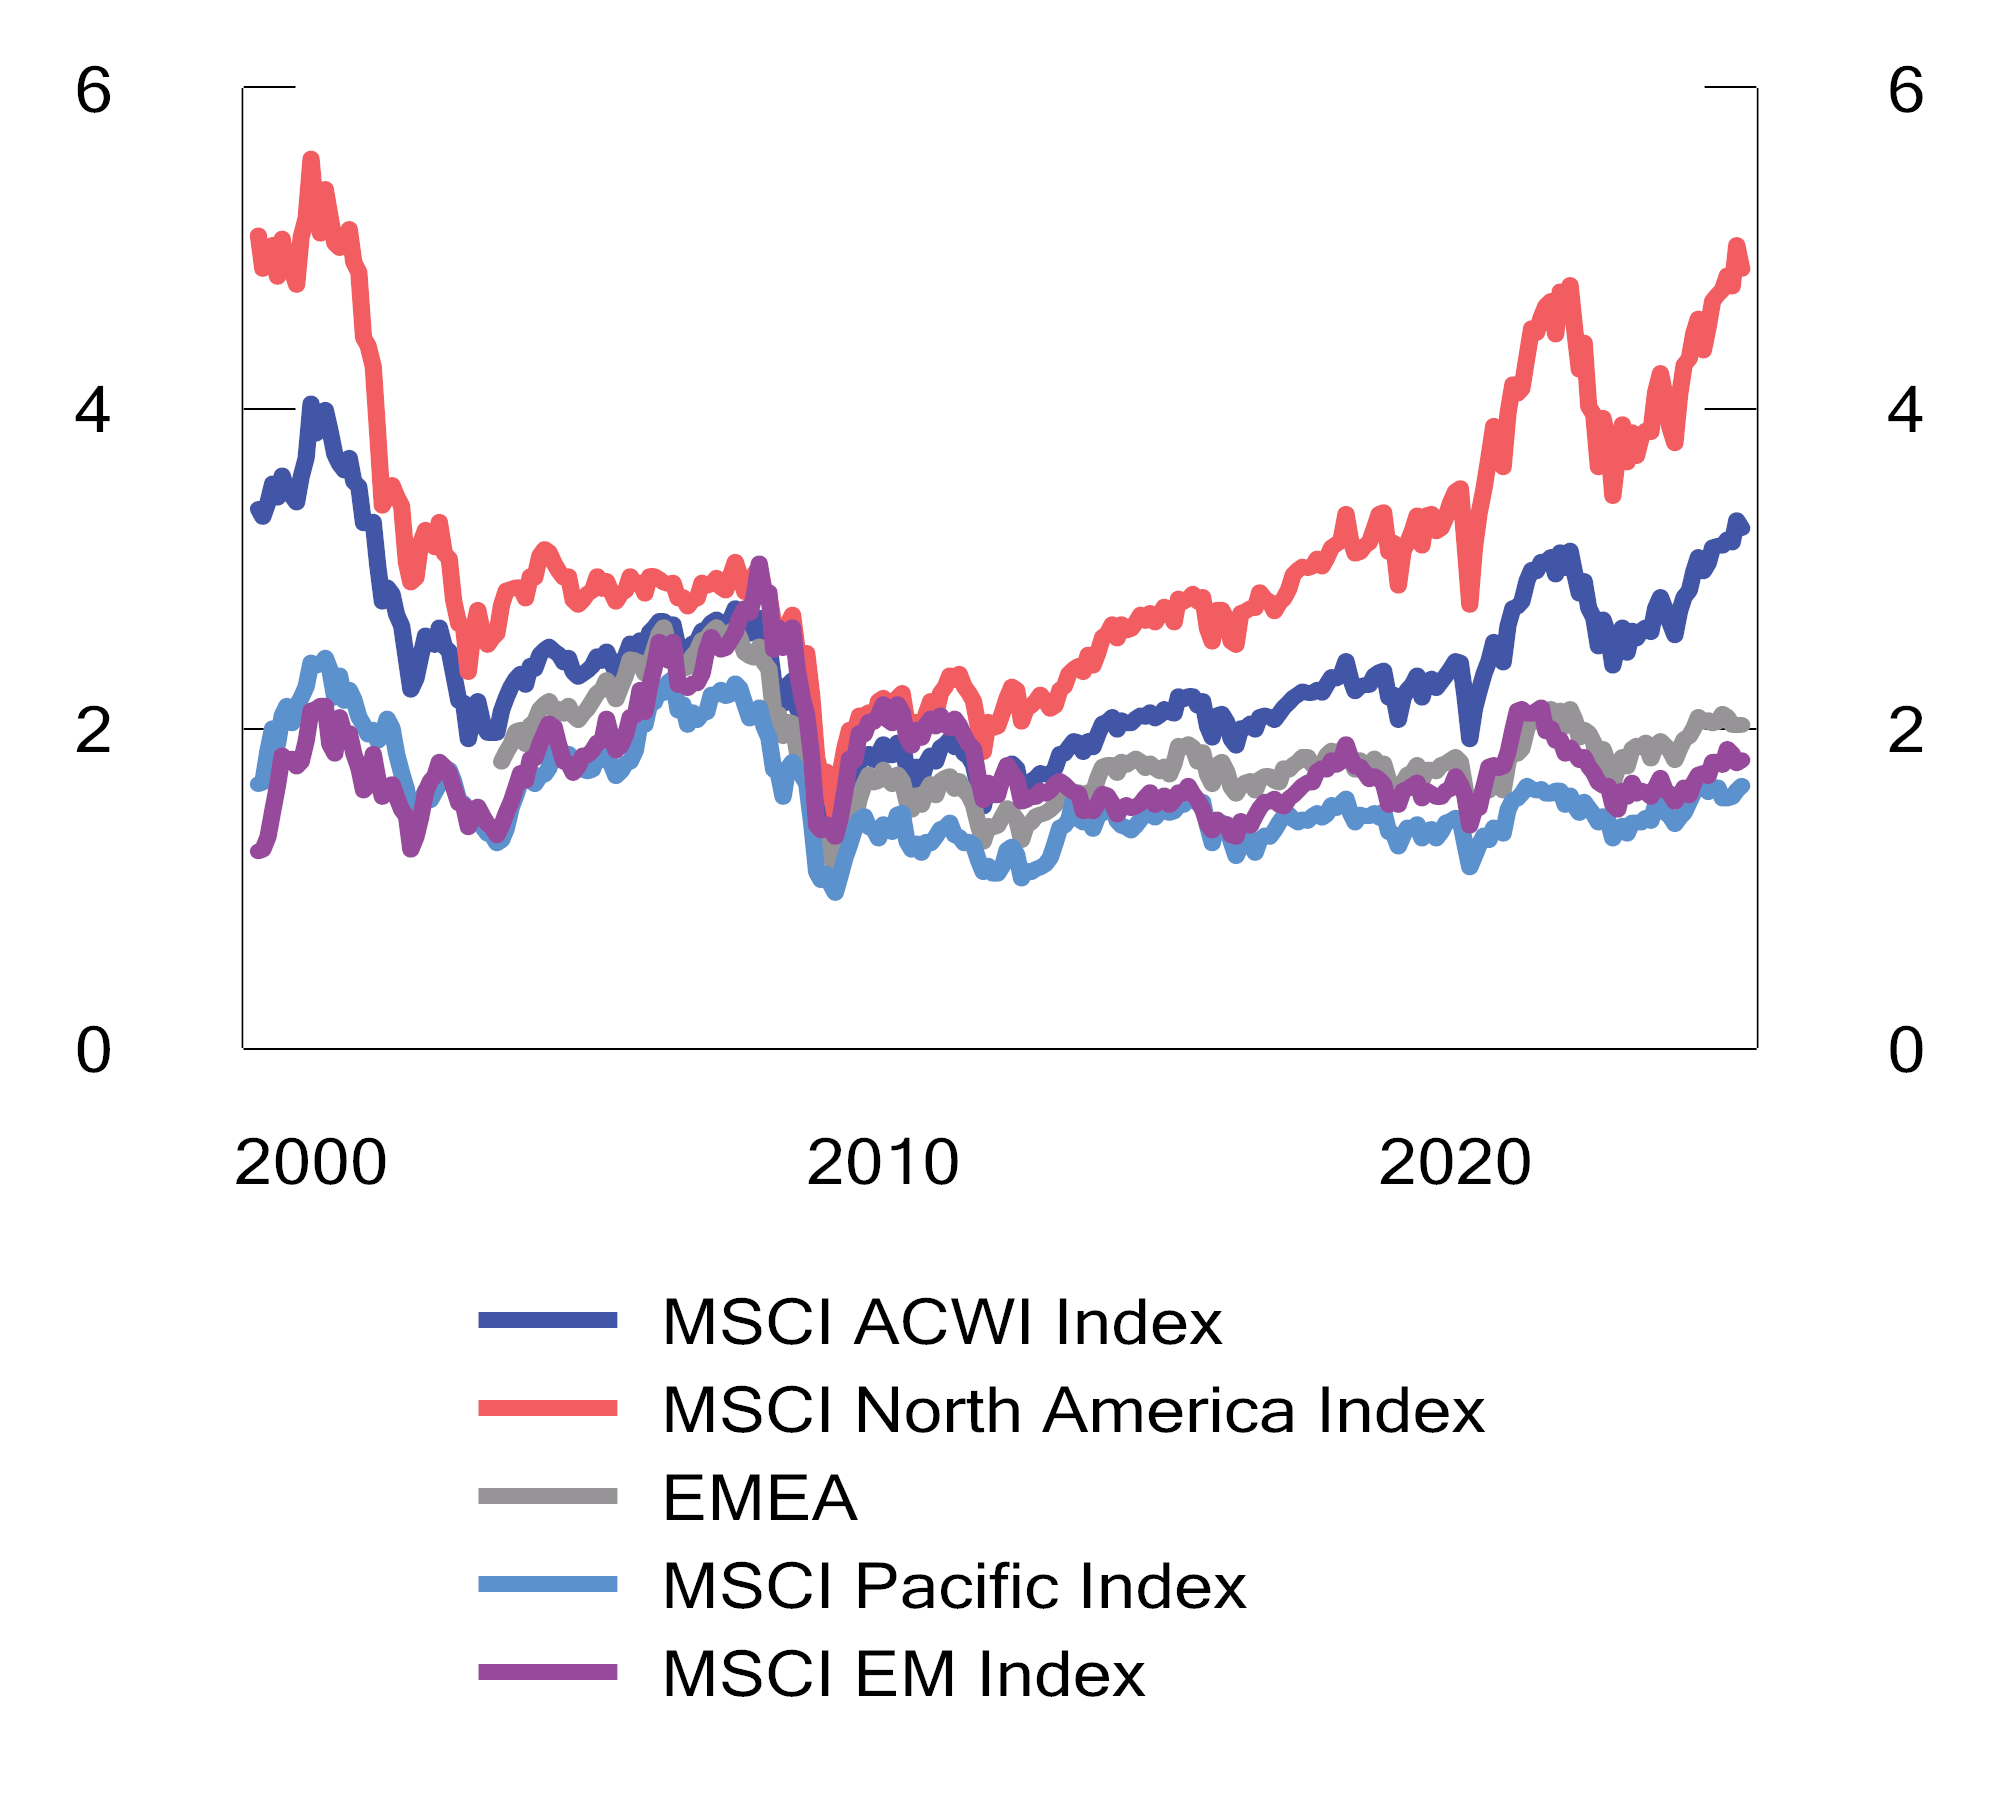 6 6
4 4
2 2
0 0
2000 2010 2020
MSCI ACWI Index
MSCI North America Index
EMEA
MSCI Pacific Index
MSCI EM Index